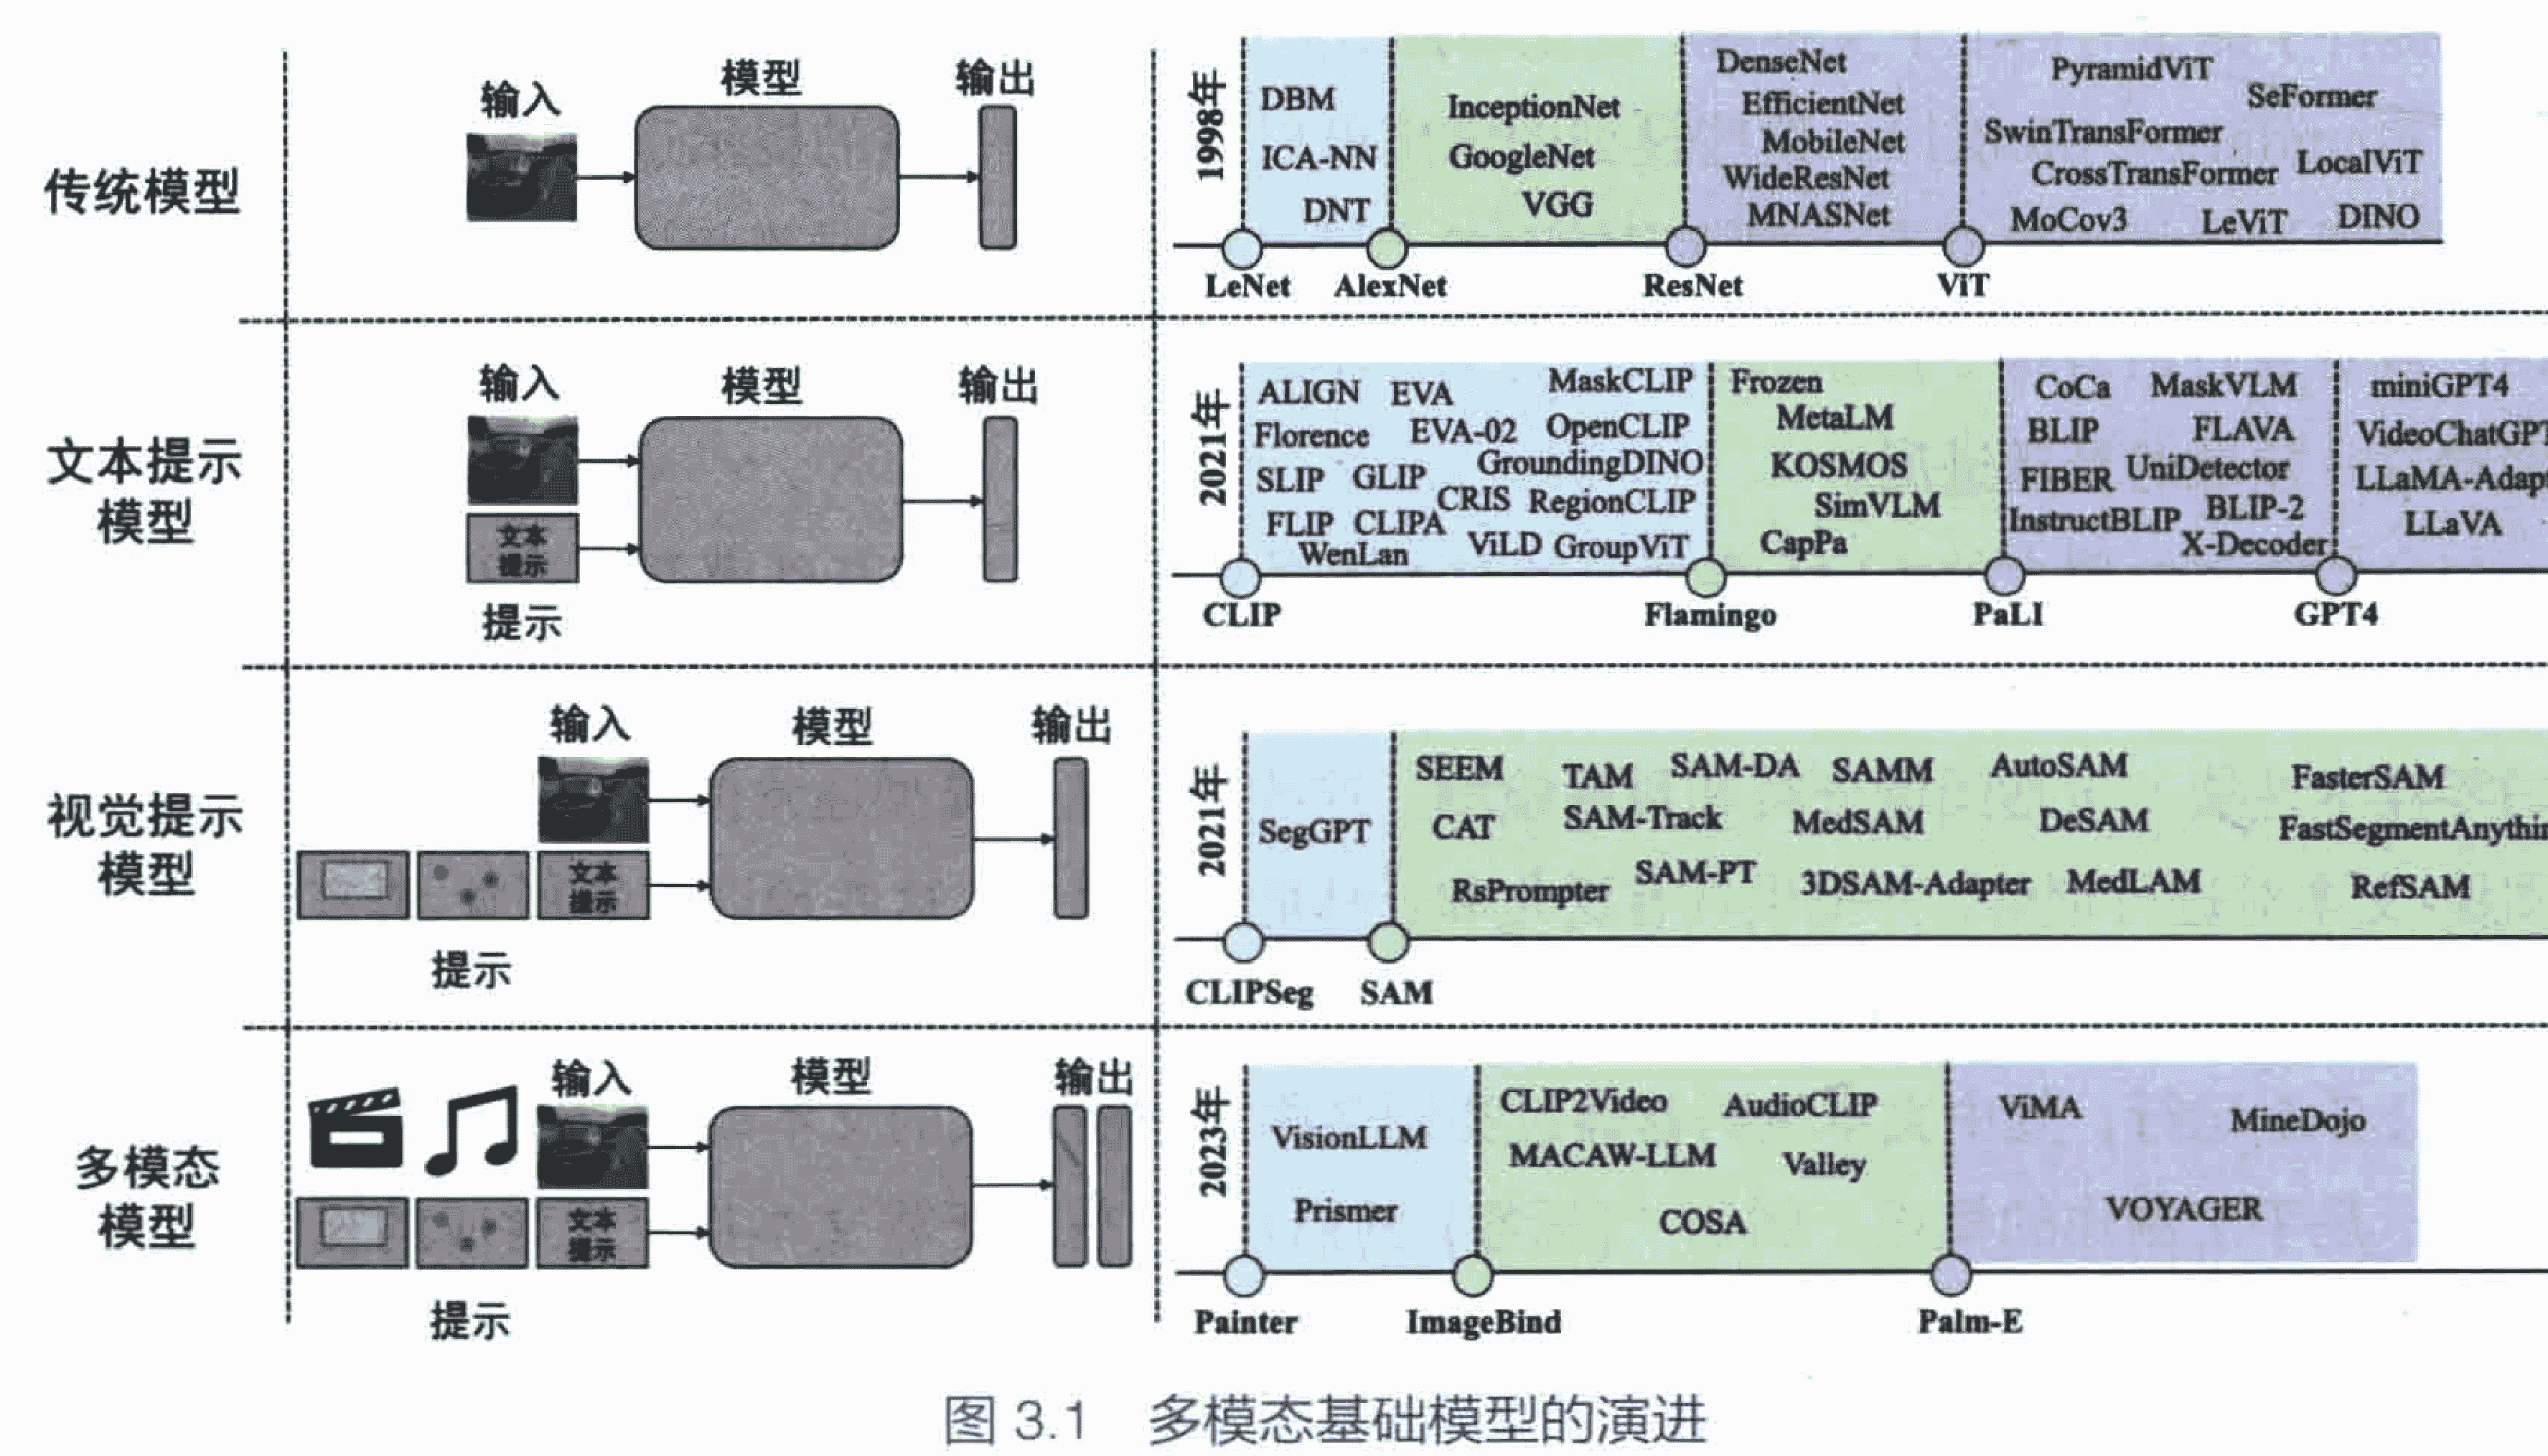 传统模型
输入
模型
输出
1998年
DBM
ICA-NN
DNT
InceptionNet
GoogleNet
VGG
DenseNet
EfficientNet
MobileNet
WideResNet
MNASNet
PyramidViT
SeFormer
SwinTransFormer
CrossTransFormer
LocalViT
MoCov3
LeViT
DINO
LeNet
AlexNet
ResNet
ViT
文本提示
模型
输入
模型
输出
文本
提示
提示
2021年
ALIGN
EVA
MaskCLIP
Florence
EVA-02
OpenCLIP
SLIP
GLIP
GroundingDINO
CRIS
RegionCLIP
FLIP
CLIPA
WenLan
ViLD
GroupViT
Frozen
MetaLM
KOSMOS
SimVLM
CapPa
CoCa
MaskVLM
BLIP
FLAVA
FIBER
UniDetector
InstructBLIP
BLIP-2
X-Decoder
miniGPT4
VideoChatGPT
LLaMA-Adapt
LLaVA
CLIP
Flamingo
PaLI
GPT4
视觉提示
模型
输入
模型
输出
文本
提示
提示
2021年
SegGPT
SEEM
TAM
SAM-DA
SAMM
AutoSAM
FasterSAM
CAT
SAM-Track
MedSAM
DeSAM
FastSegmentAnythin
RsPrompter
SAM-PT
3DSAM-Adapter
MedLAM
RefSAM
CLIPSeg
SAM
多模态
模型
输入
模型
输出
文本
提示
提示
2023年
VisionLLM
Prismer
CLIP2Video
AudioCLIP
MACAW-LLM
Valley
COSA
ViMA
MineDojo
VOYAGER
Painter
ImageBind
Palm-E
图 3.1 多模态基础模型的演进